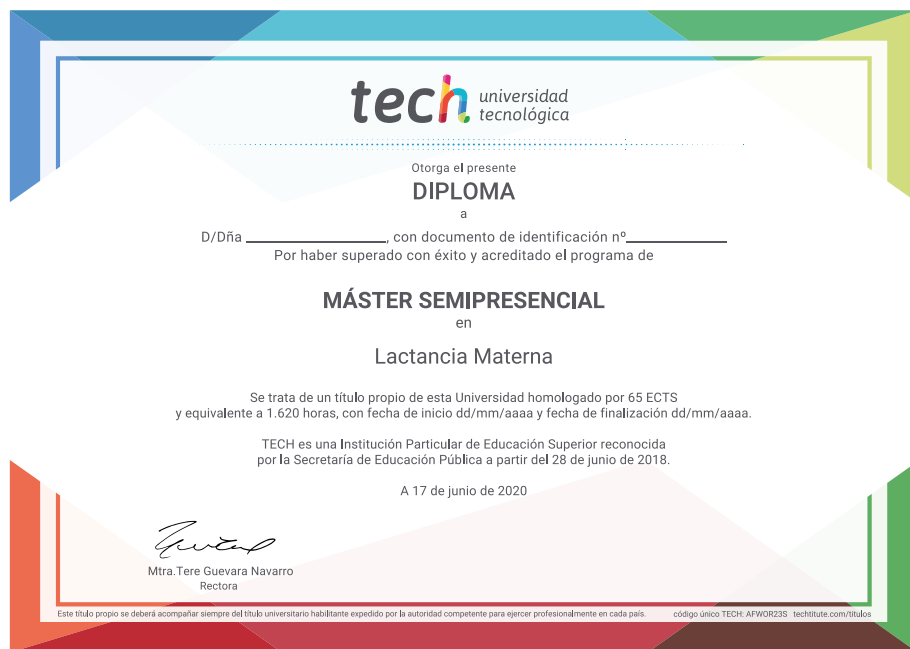 tech universidad
tecnológica
Otorga el presente
DIPLOMA
a
D/Dña ______________, con documento de identificación nº__________
Por haber superado con éxito y acreditado el programa de
MÁSTER SEMIPRESENCIAL
en
Lactancia Materna
Se trata de un título propio de esta Universidad homologado por 65 ECTS
y equivalente a 1.620 horas, con fecha de inicio dd/mm/aaaa y fecha de finalización dd/mm/aaaa.
TECH es una Institución Particular de Educación Superior reconocida
por la Secretaría de Educación Pública a partir del 28 de junio de 2018.
A 17 de junio de 2020
Mtra.Tere Guevara Navarro
Rectora
Este título propio se deberá acompañar siempre del título universitario habilitante expedido por la autoridad competente para ejercer profesionalmente en cada país. código único TECH: AFWOR23S techtitute.com/titulos